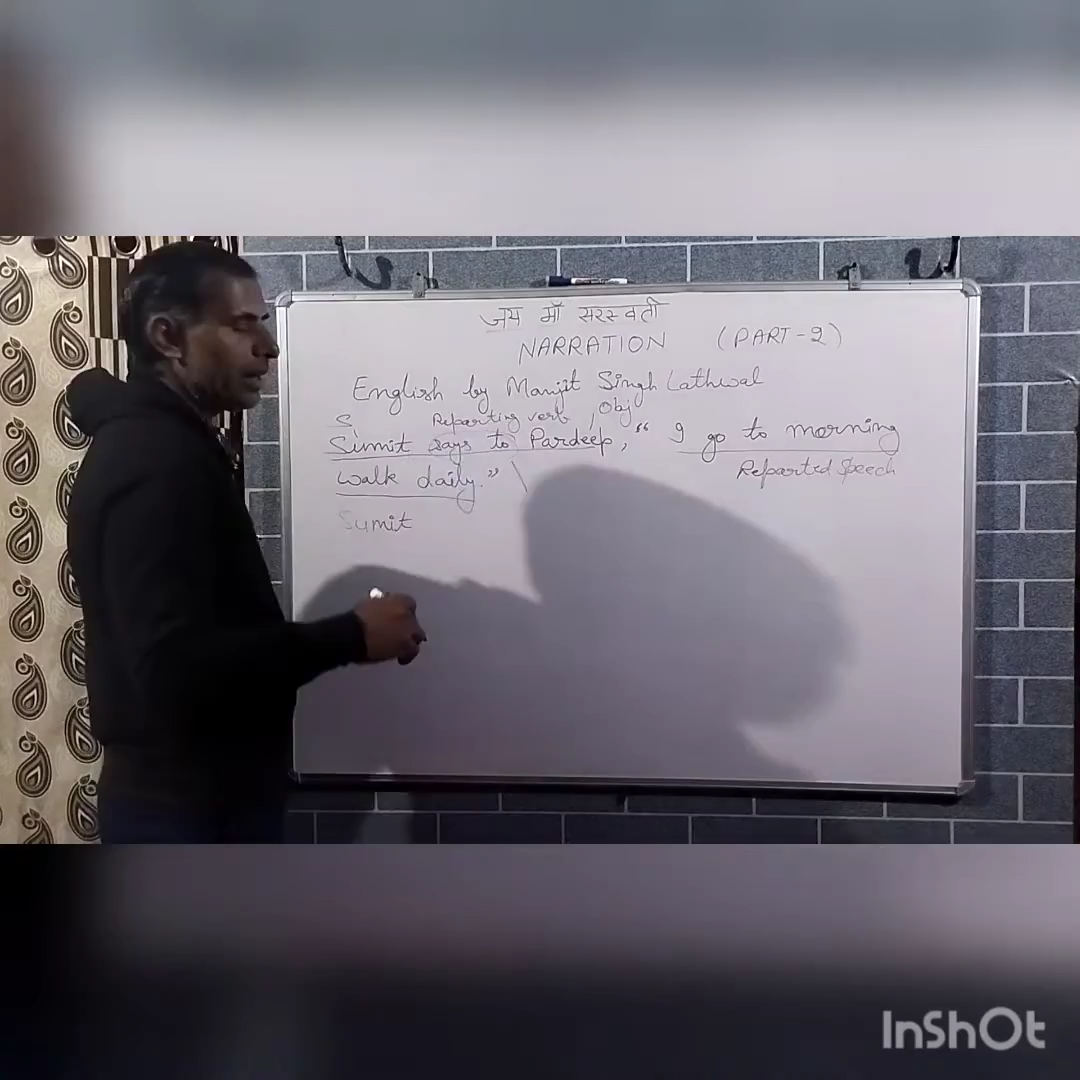 जय माँ सरस्वती
NARRATION (PART-2)
English by Manjit Singh Lathwal
S, Reporting verb, Obj
Sumit says to Pardeep, “ I go to morning
Reported Speech
walk daily.”
Sumit
InShOt